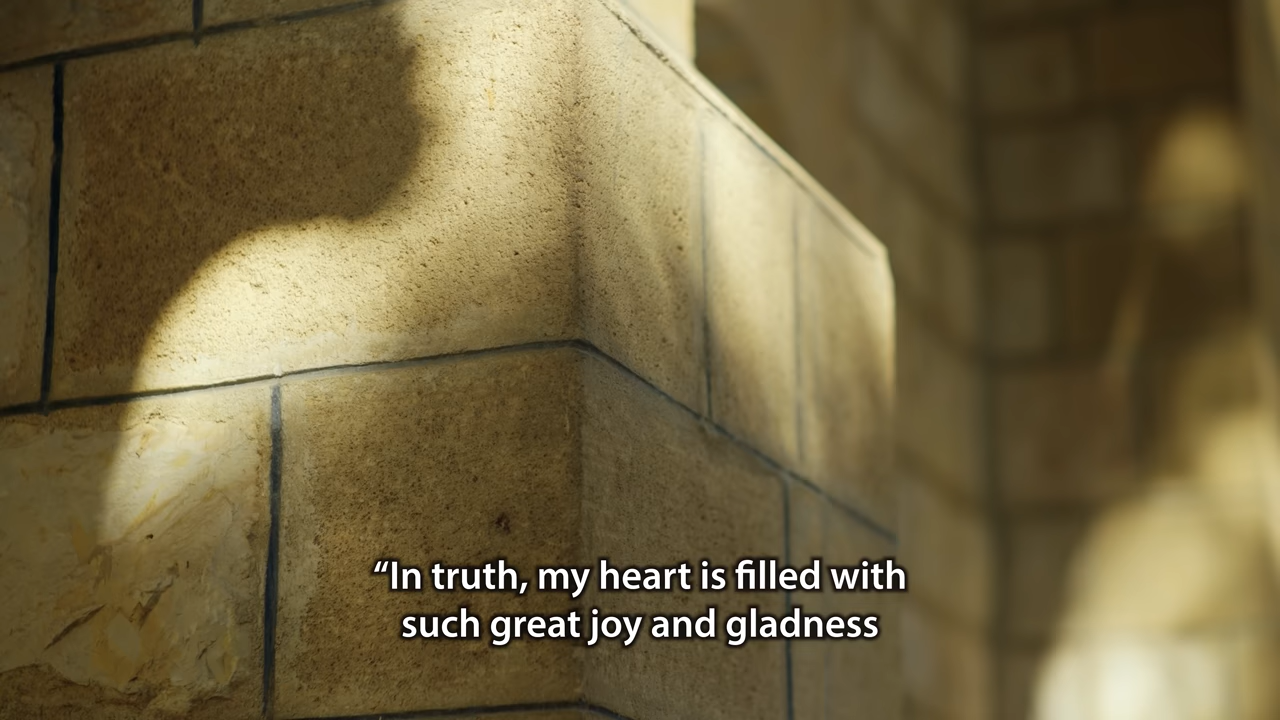 “In truth, my heart is filled with
such great joy and gladness